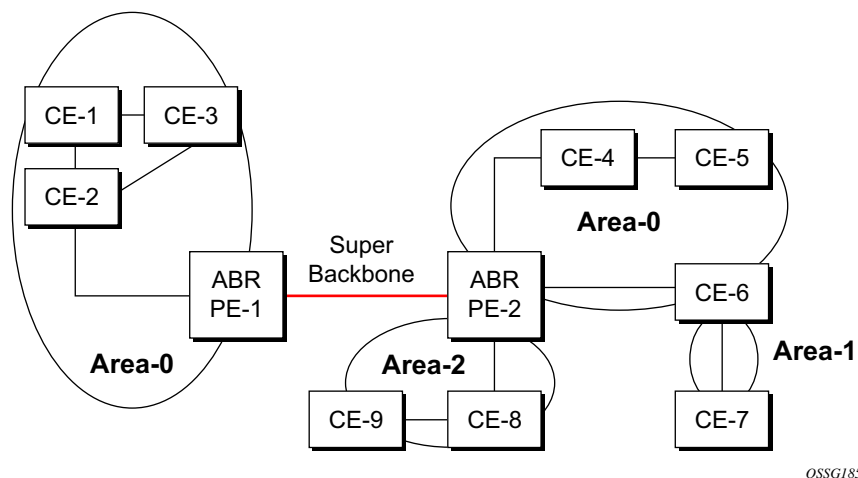 CE-1
CE-3
CE-2
ABR
PE-1
Area-0
Super
Backbone
CE-4
CE-5
Area-0
ABR
PE-2
CE-6
Area-2
Area-1
CE-9
CE-8
CE-7